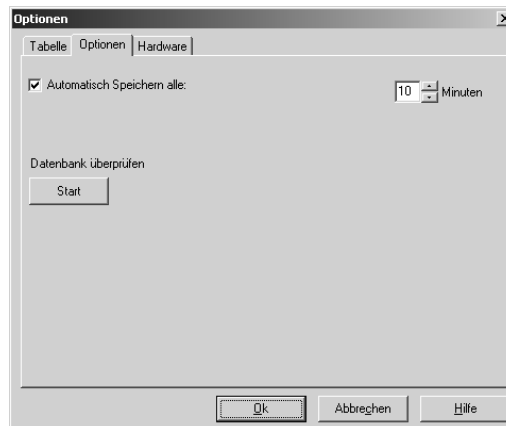 Optionen
Tabelle Optionen Hardware
Automatisch Speichern alle: 10 Minuten
Datenbank überprüfen
Start
Ok Abbrechen Hilfe